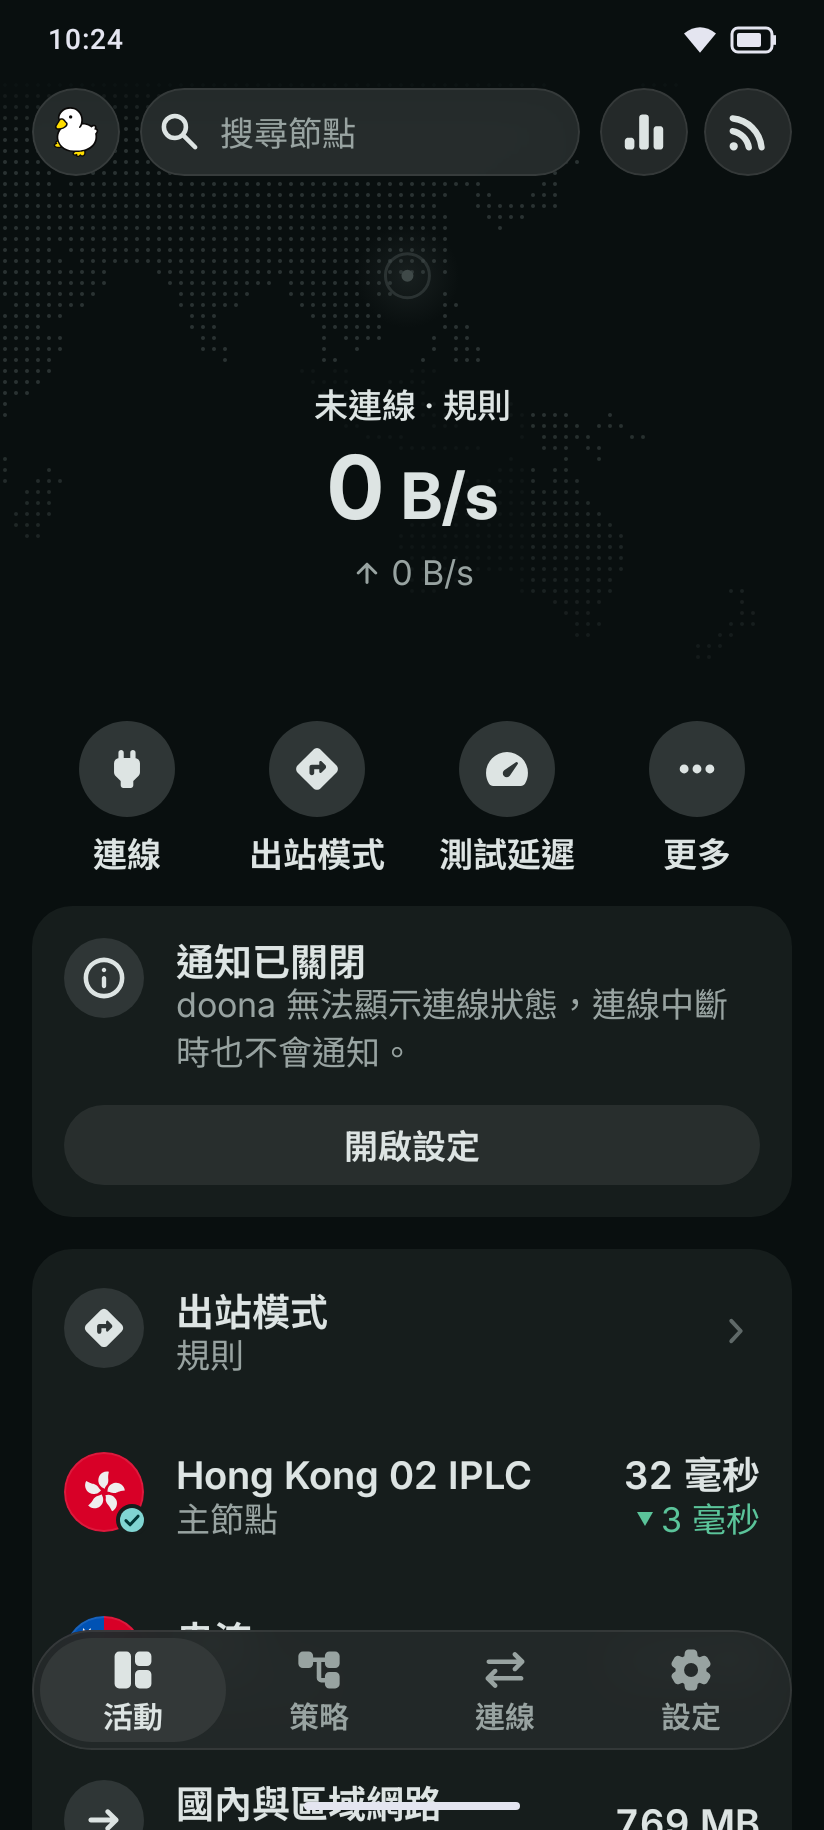 10:24
搜尋節點
未連線 · 規則
0 B/s
↑ 0 B/s
連線
出站模式
測試延遲
更多
通知已關閉
doona 無法顯示連線狀態，連線中斷
時也不會通知。
開啟設定
出站模式
規則
Hong Kong 02 IPLC
32 毫秒
主節點
▼3 毫秒
活動
策略
連線
設定
國內與區域網路
769 MB